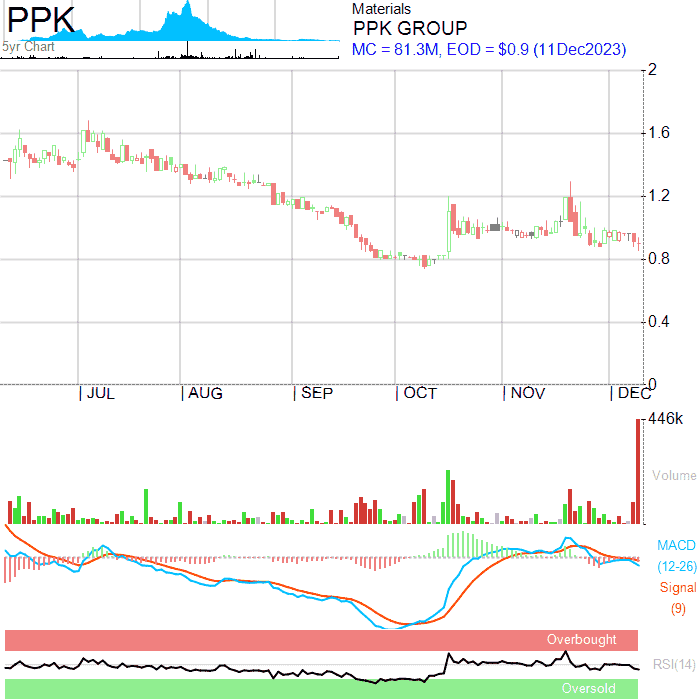 PPK
5yr Chart
Materials
PPK GROUP
MC = 81.3M, EOD = $0.9 (11Dec2023)
2
1.6
1.2
0.8
0.4
0
| JUL | AUG | SEP | OCT | NOV | DEC
446k
Volume
MACD
(12-26)
Signal
(9)
Overbought
RSI(14)
Oversold